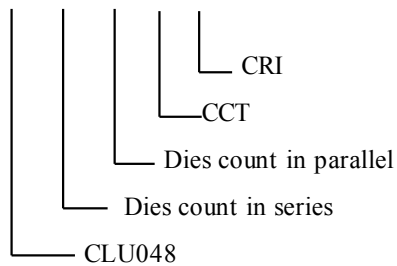 CRI
CCT
Dies count in parallel
Dies count in series
CLU048